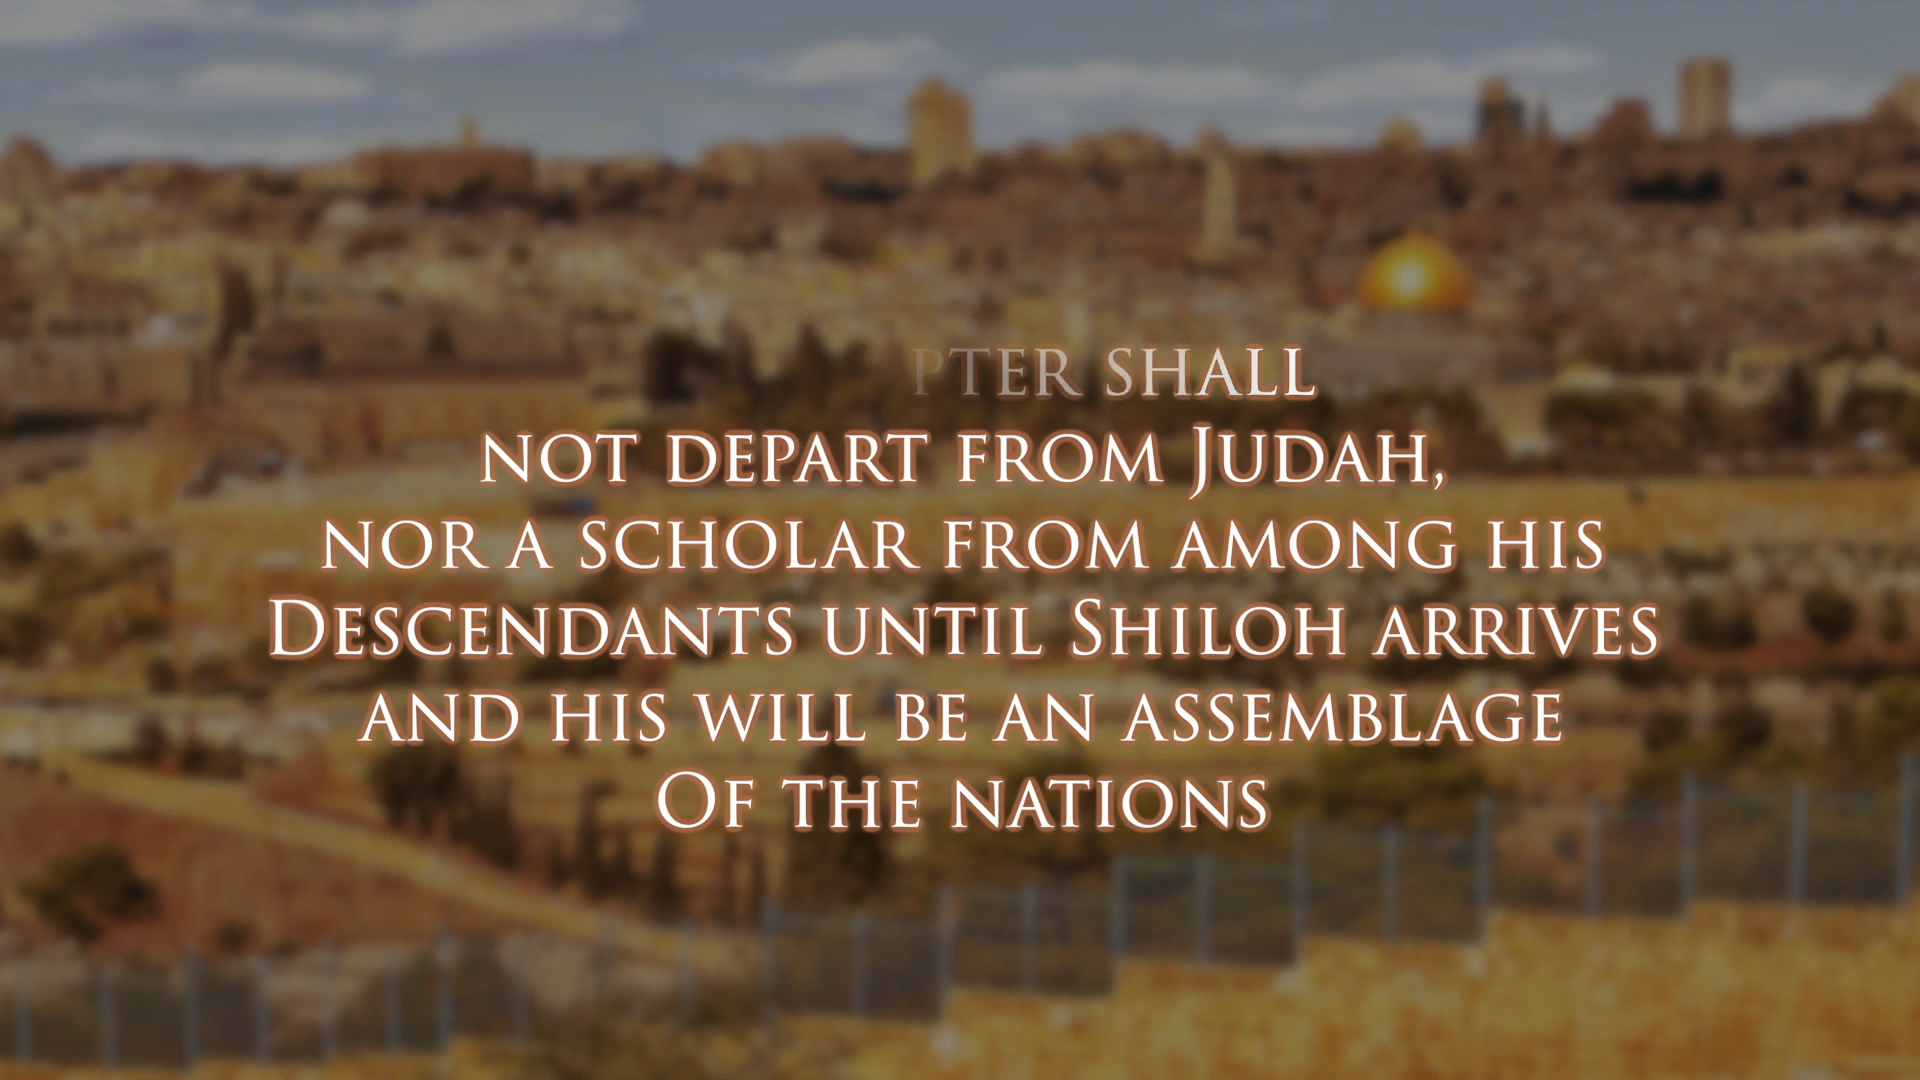 PTER SHALL
NOT DEPART FROM JUDAH,
NOR A SCHOLAR FROM AMONG HIS
DESCENDANTS UNTIL SHILOH ARRIVES
AND HIS WILL BE AN ASSEMBLAGE
OF THE NATIONS